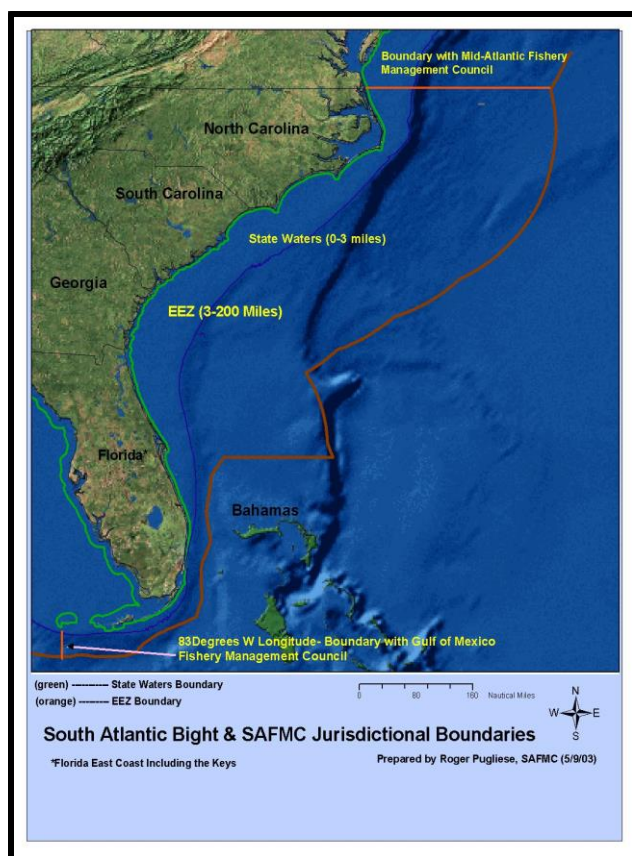 Boundary with Mid-Atlantic Fishery
Management Council
North Carolina
South Carolina
State Waters (0-3 miles)
Georgia
EEZ (3-200 Miles)
Florida*
Bahamas
83Degrees W Longitude- Boundary with Gulf of Mexico
Fishery Management Council
(green) ---------- State Waters Boundary
(orange) -------- EEZ Boundary
0 80 160 Nautical Miles
N
W E
S
South Atlantic Bight & SAFMC Jurisdictional Boundaries
*Florida East Coast Including the Keys
Prepared by Roger Pugliese, SAFMC (5/9/03)